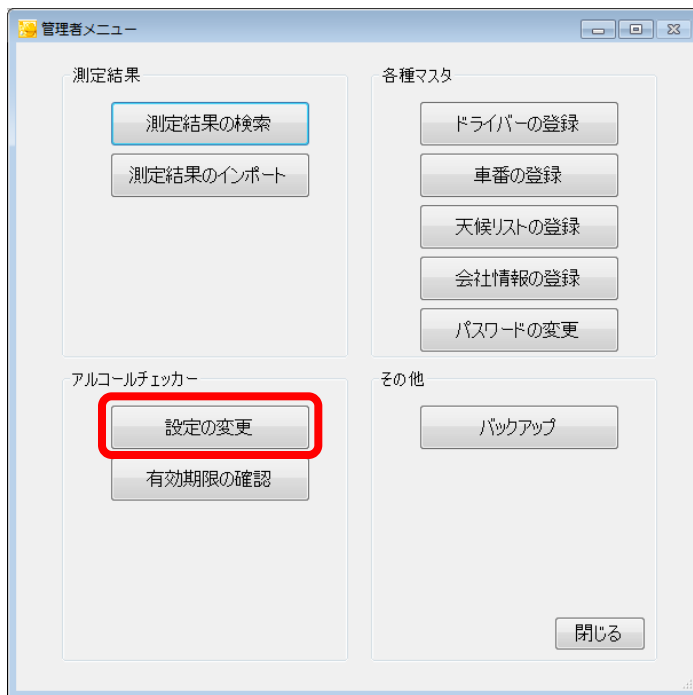 管理者メニュー
測定結果
測定結果の検索
測定結果のインポート
各種マスタ
ドライバーの登録
車番の登録
天候リストの登録
会社情報の登録
パスワードの変更
アルコールチェッカー
設定の変更
有効期限の確認
その他
バックアップ
閉じる